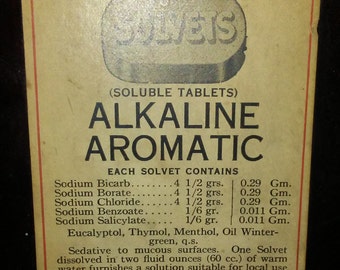 SOLVETS
(SOLUBLE TABLETS)
ALKALINE
AROMATIC
EACH SOLVET CONTAINS
Sodium Bicarb....... 4 1/2 grs. 0.29 Gm.
Sodium Borate....... 4 1/2 grs. 0.29 Gm.
Sodium Chloride..... 4 1/2 grs. 0.29 Gm.
Sodium Benzoate..... 1/6 gr. 0.011 Gm.
Sodium Salicylate.... 1/6 gr. 0.011 Gm.
Eucalyptol, Thymol, Menthol, Oil Winter-
green, q.s.
Sedative to mucous surfaces. One Solvet
dissolved in two fluid ounces (60 cc.) of warm
water furnishes a solution suitable for local use